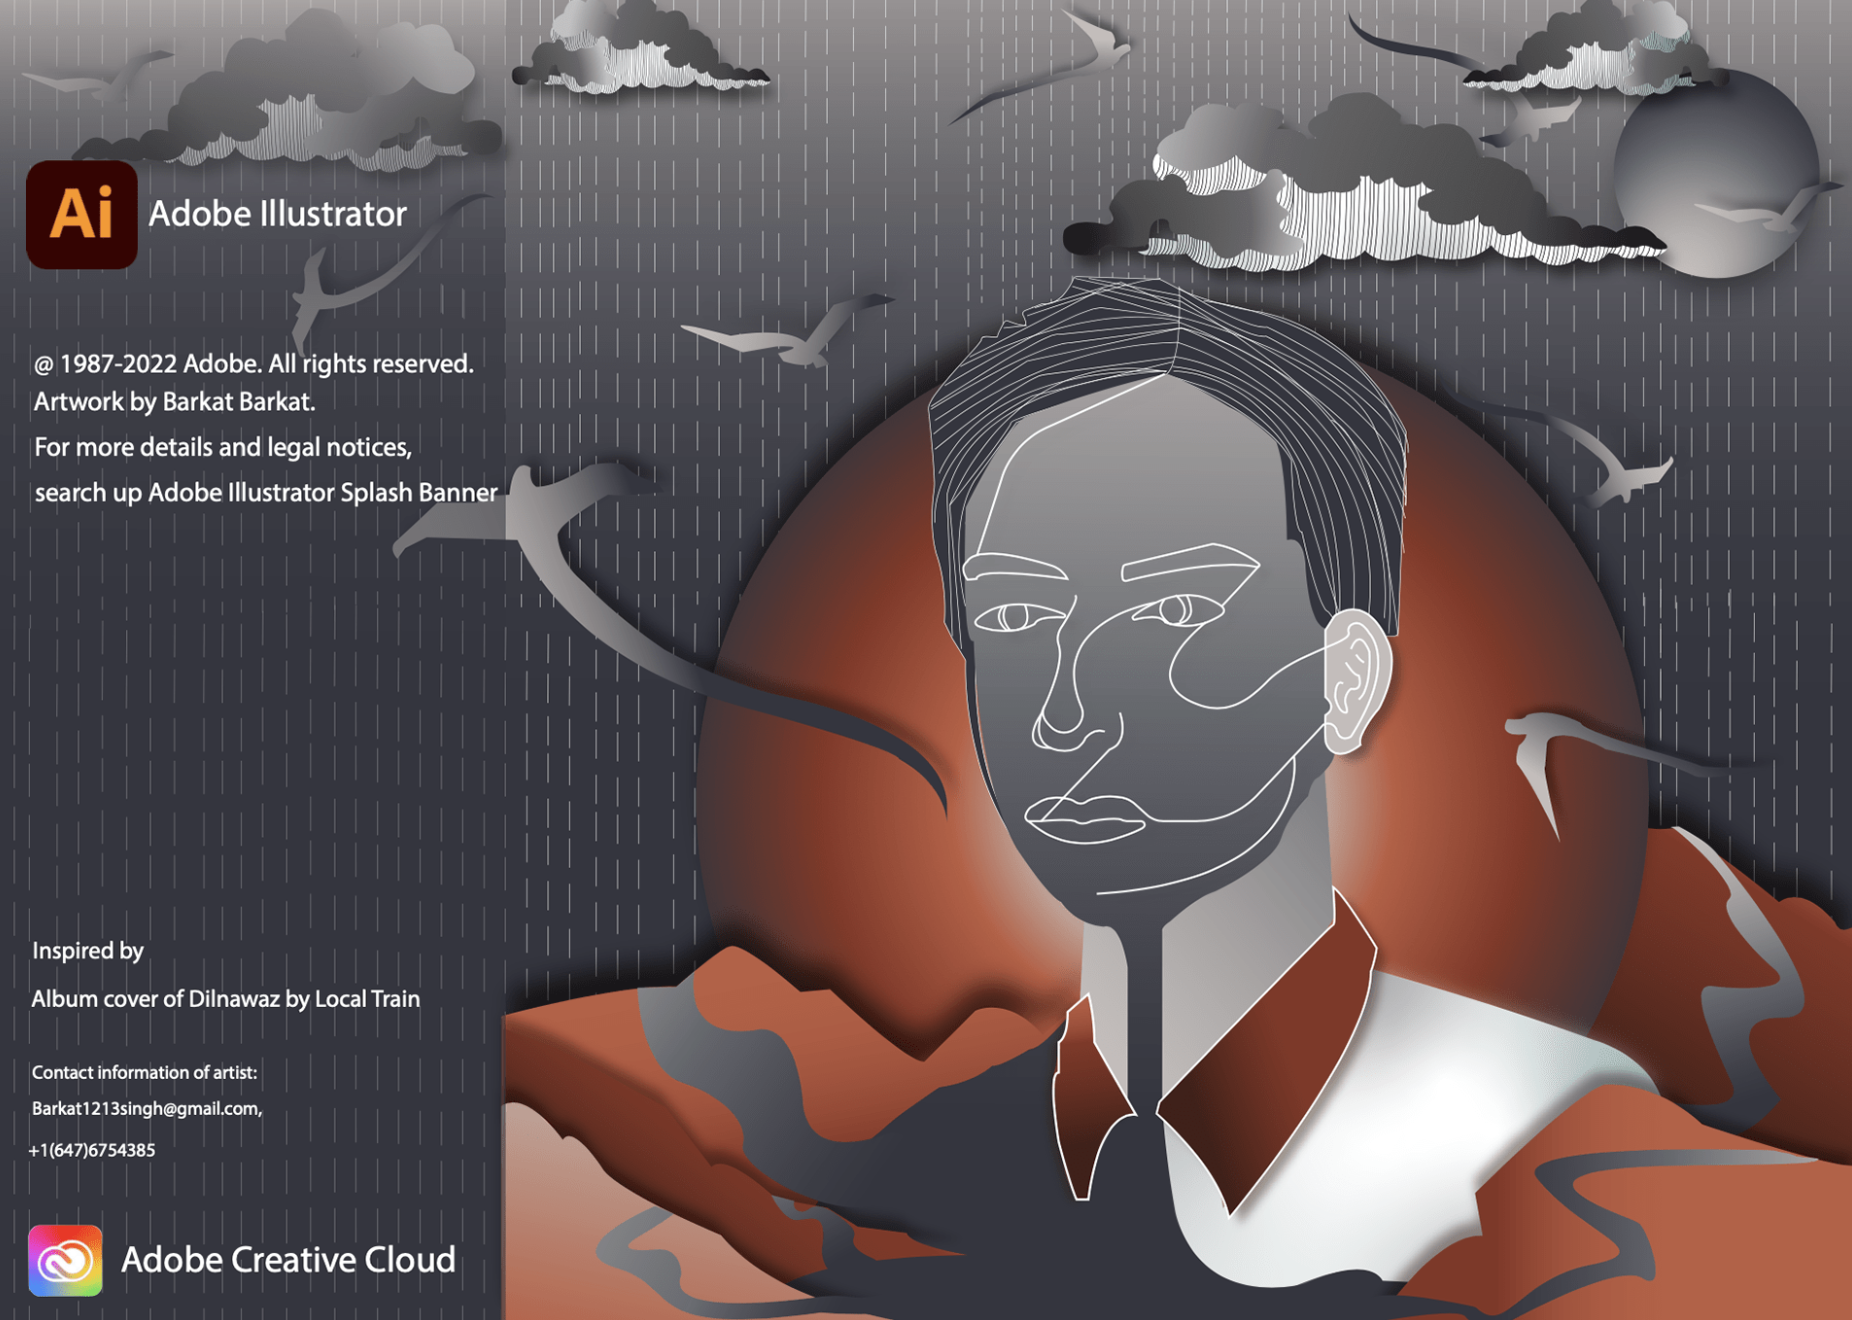 Ai
Adobe Illustrator
@ 1987-2022 Adobe. All rights reserved.
Artwork by Barkat Barkat.
For more details and legal notices,
search up Adobe Illustrator Splash Banner
Inspired by
Album cover of Dilnawaz by Local Train
Contact information of artist:
Barkat1213singh@gmail.com,
+1(647)6754385
Adobe Creative Cloud